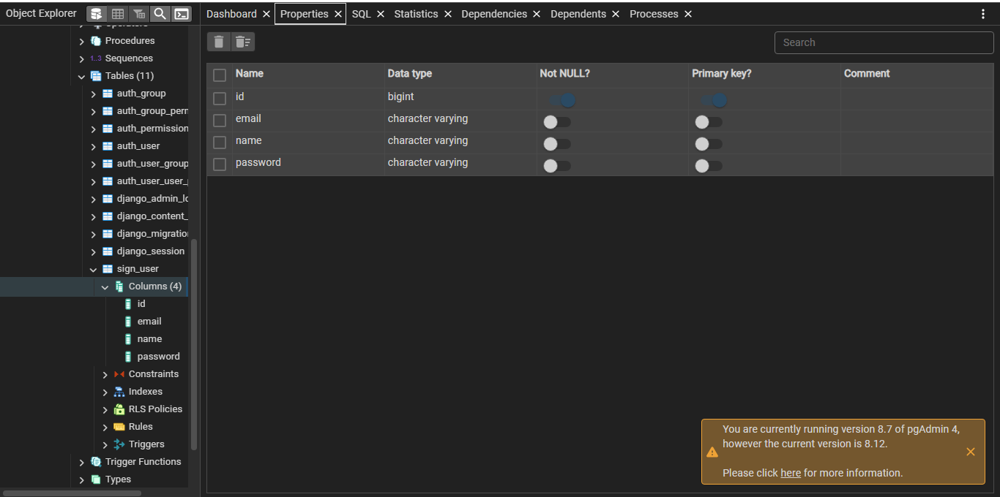 Object Explorer
Dashboard
Properties
SQL
Statistics
Dependencies
Dependents
Processes
Procedures
1..3 Sequences
Tables (11)
auth_group
auth_group_perm
auth_permission
auth_user
auth_user_group
auth_user_user_
django_admin_lo
django_content_
django_migration
django_session
sign_user
Columns (4)
id
email
name
password
Constraints
Indexes
RLS Policies
Rules
Triggers
Trigger Functions
Types
Search
Name Data type Not NULL? Primary key? Comment
id bigint
email character varying
name character varying
password character varying
You are currently running version 8.7 of pgAdmin 4,
however the current version is 8.12.
Please click here for more information.